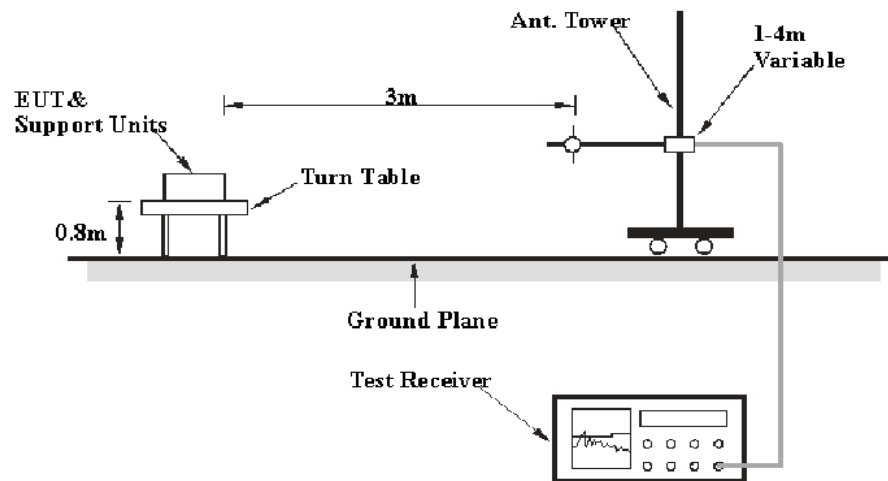 Ant. Tower
1-4m
Variable
3m
EUT&
Support Units
Turn Table
0.8m
Ground Plane
Test Receiver